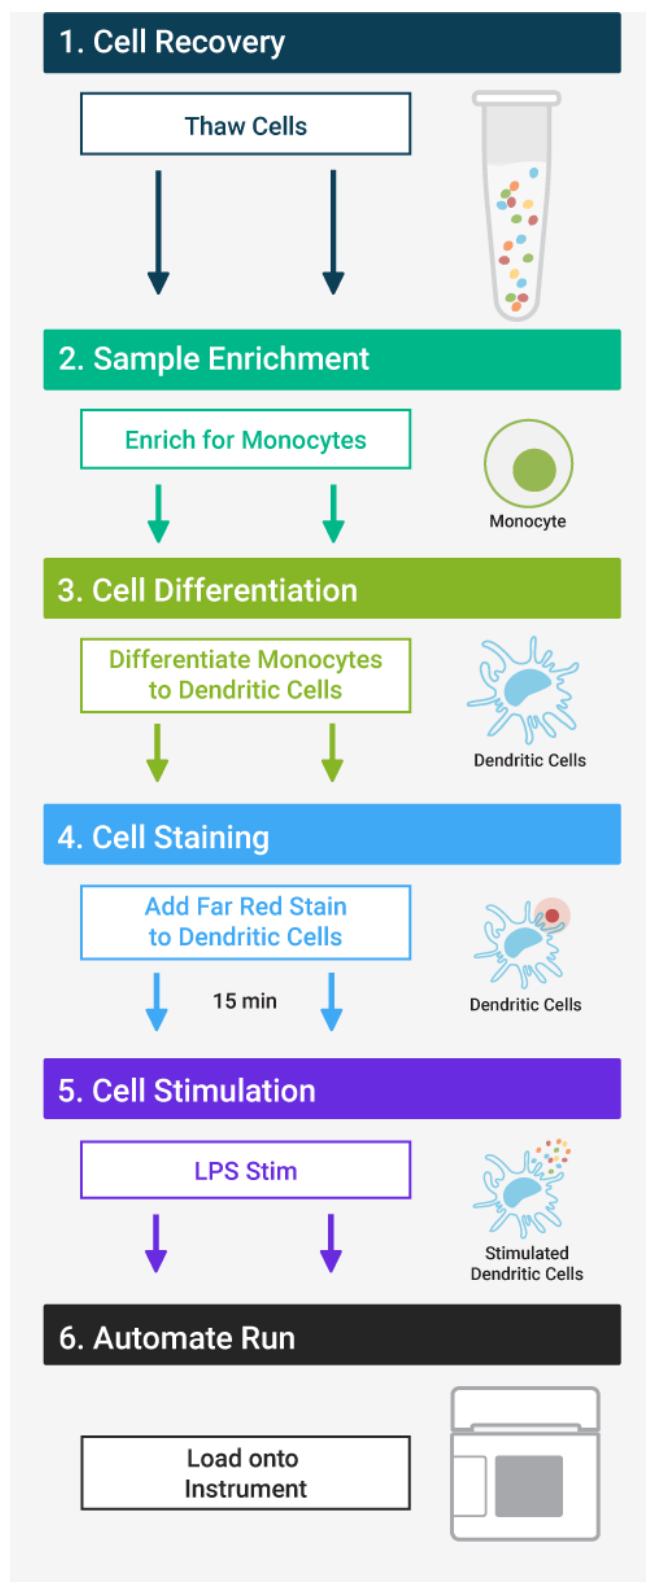 1. Cell Recovery
Thaw Cells
2. Sample Enrichment
Enrich for Monocytes
Monocyte
3. Cell Differentiation
Differentiate Monocytes
to Dendritic Cells
Dendritic Cells
4. Cell Staining
Add Far Red Stain
to Dendritic Cells
15 min
Dendritic Cells
5. Cell Stimulation
LPS Stim
Stimulated
Dendritic Cells
6. Automate Run
Load onto
Instrument